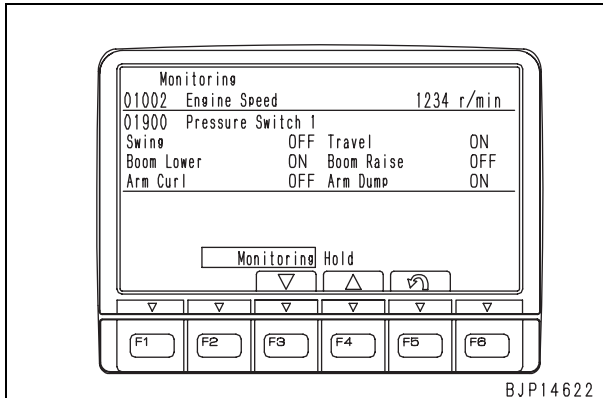 Monitoring
01002 Engine Speed 1234 r/min
01900 Pressure Switch 1
Swing OFF Travel ON
Boom Lower ON Boom Raise OFF
Arm Curl OFF Arm Dump ON
Monitoring Hold
F1 F2 F3 F4 F5 F6
BJP14622